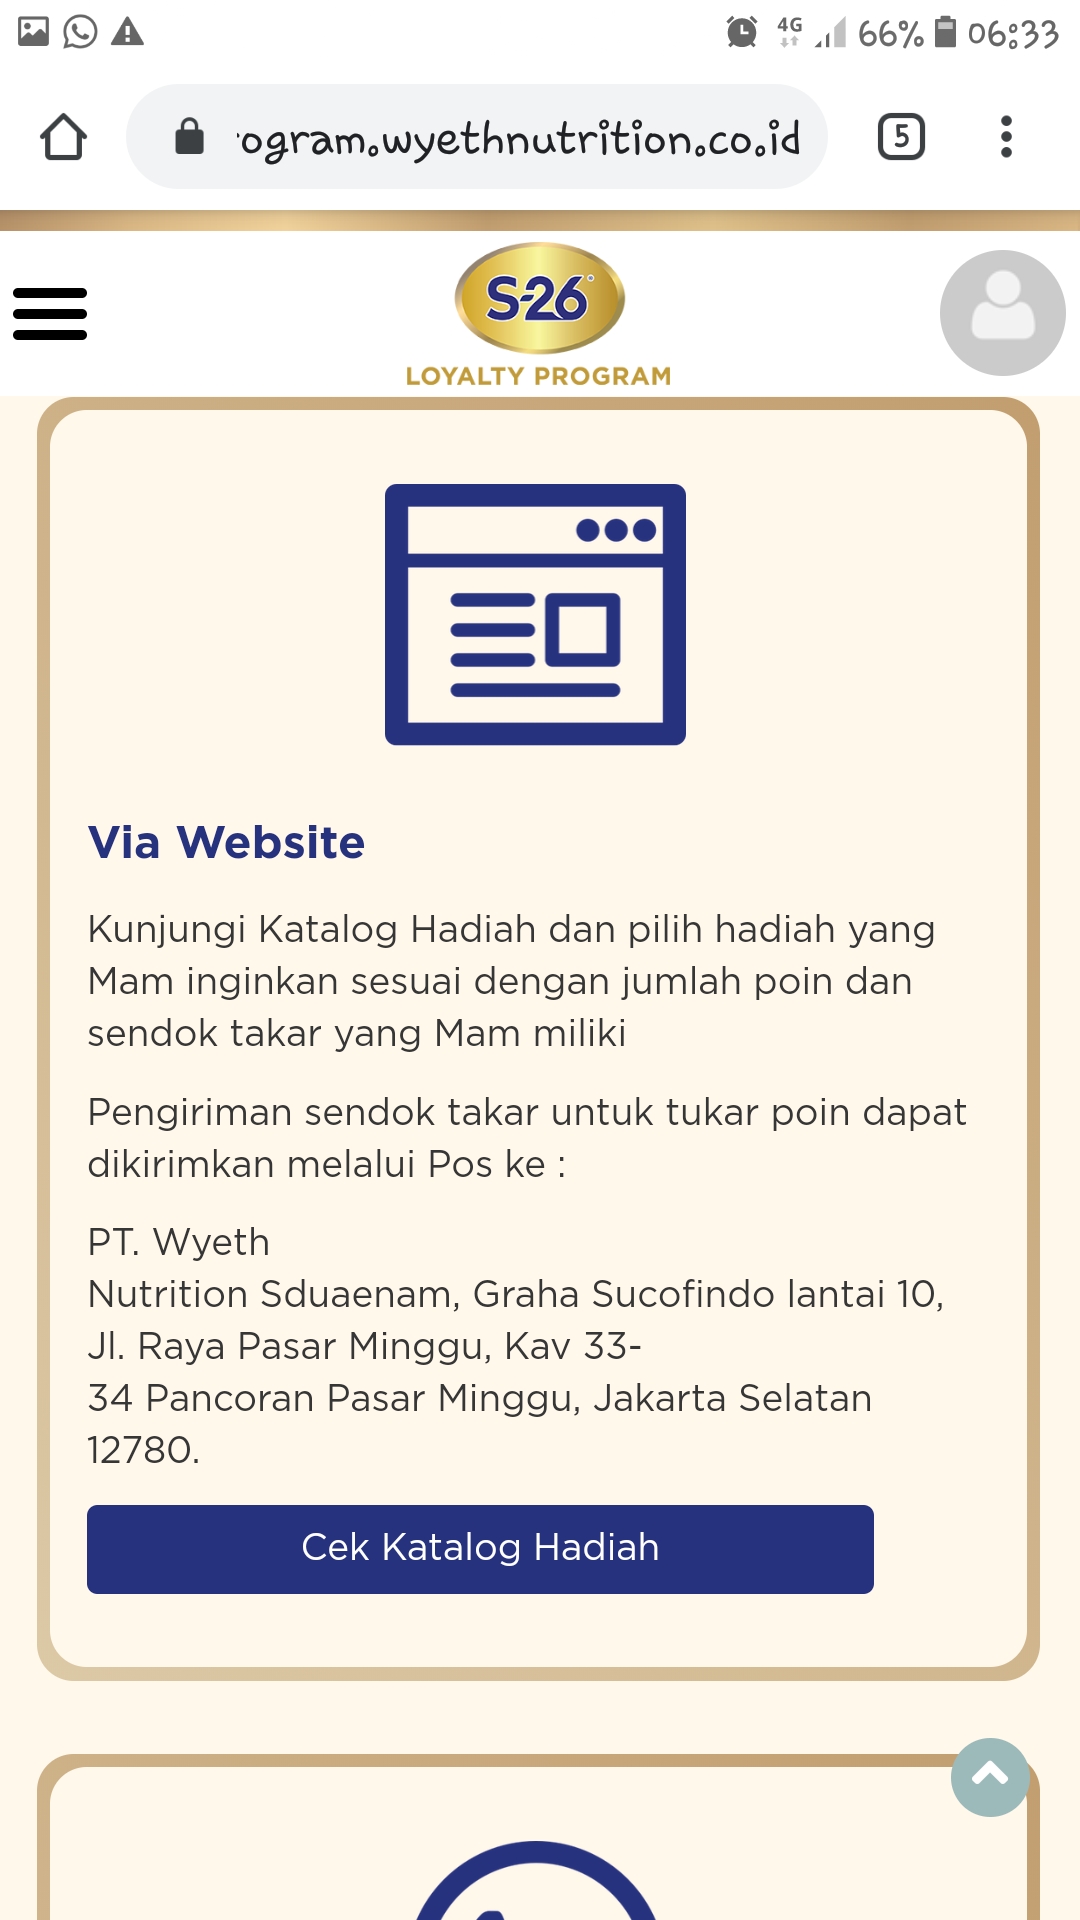 4G 66% 06:33
rogram.wyethnutrition.co.id 5
S-26
LOYALTY PROGRAM
Via Website
Kunjungi Katalog Hadiah dan pilih hadiah yang
Mam inginkan sesuai dengan jumlah poin dan
sendok takar yang Mam miliki
Pengiriman sendok takar untuk tukar poin dapat
dikirimkan melalui Pos ke :
PT. Wyeth
Nutrition Sduaenam, Graha Sucofindo lantai 10,
Jl. Raya Pasar Minggu, Kav 33-
34 Pancoran Pasar Minggu, Jakarta Selatan
12780.
Cek Katalog Hadiah